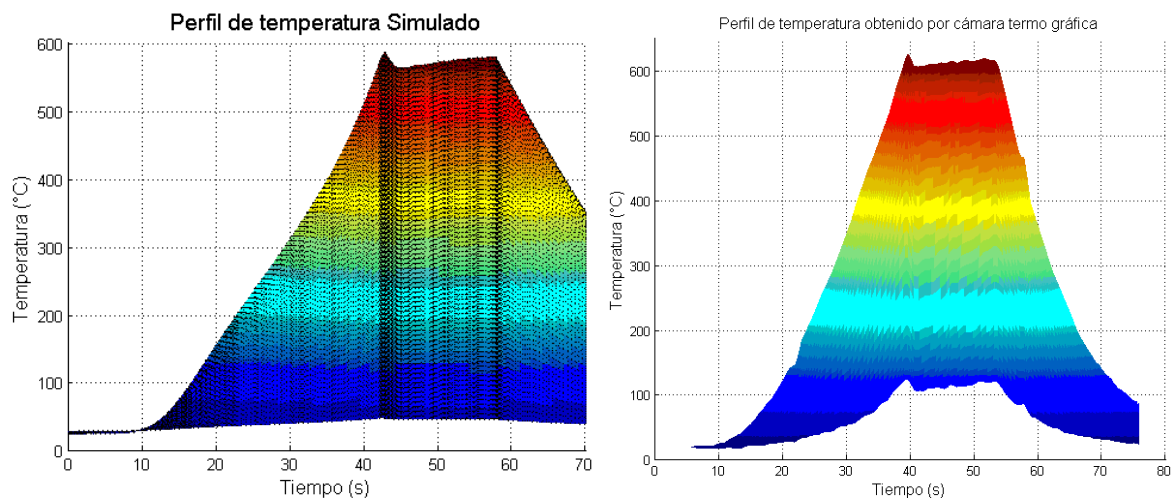 Perfil de temperatura Simulado
600
500
400
300
200
100
0
Temperatura (°C)
0 10 20 30 40 50 60 70
Tiempo (s)
Perfil de temperatura obtenido por cámara termo gráfica
600
500
400
300
200
100
0
Temperatura (°C)
0 10 20 30 40 50 60 70 80
Tiempo (s)